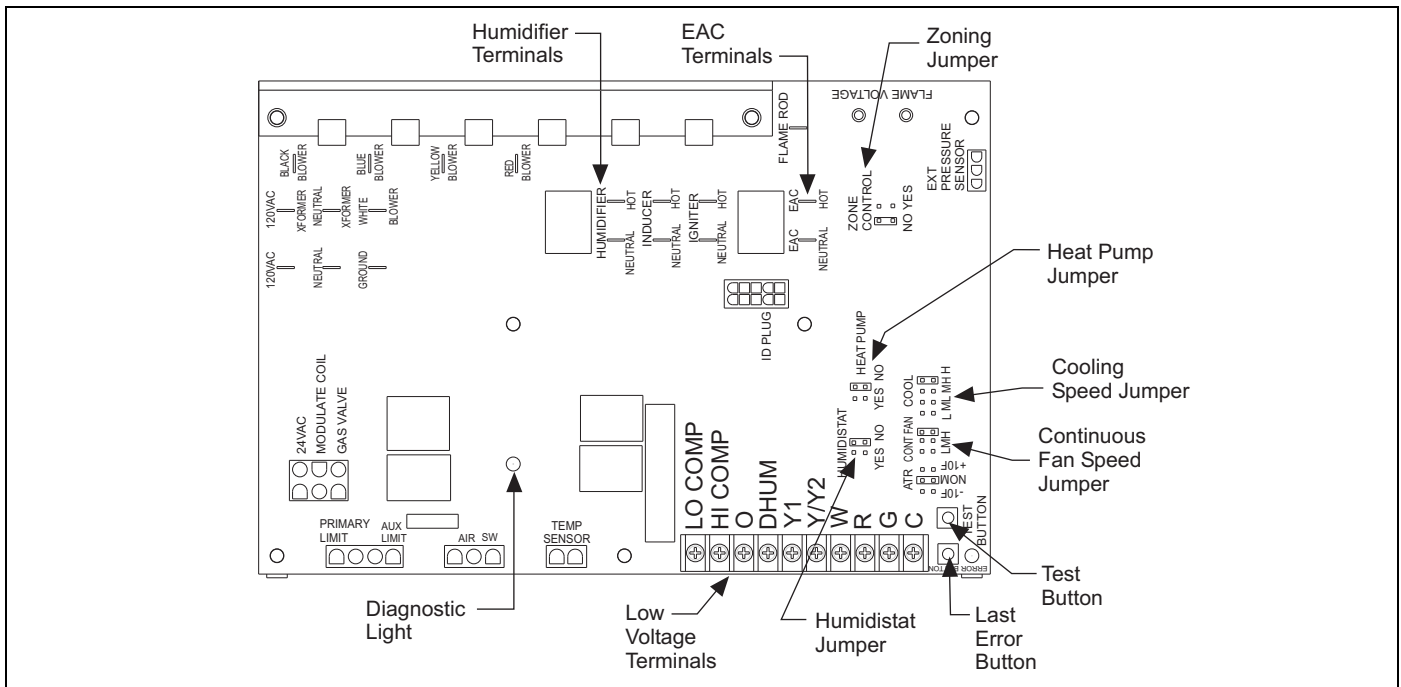 Humidifier
Terminals
EAC
Terminals
Zoning
Jumper
FLAME VOLTAGE
FLAME ROD
EXT
PRESSURE
SENSOR
BLACK
BLOWER
BLUE
BLOWER
YELLOW
BLOWER
RED
BLOWER
120VAC
XFORMER
NEUTRAL
XFORMER
WHITE
BLOWER
120VAC
NEUTRAL
GROUND
HUMIDIFIER
HOT
NEUTRAL
INDUCER
HOT
NEUTRAL
IGNITER
HOT
NEUTRAL
EAC
HOT
EAC
NEUTRAL
ZONE
CONTROL
NO YES
Heat Pump
Jumper
ID PLUG
HEAT PUMP
YES NO
COOL
L ML MH H
Cooling
Speed Jumper
HUMIDISTAT
YES NO
CONT FAN
LMH
Continuous
Fan Speed
Jumper
ATR
+10F
NOM
-10F
24VAC
MODULATE COIL
GAS VALVE
LO COMP
HI COMP
O
DHUM
Y1
Y/Y2
W
R
G
C
TEST
BUTTON
ERROR BUTTON
PRIMARY
LIMIT
AUX
LIMIT
AIR SW
TEMP
SENSOR
Diagnostic
Light
Low
Voltage
Terminals
Humidistat
Jumper
Last
Error
Button
Test
Button